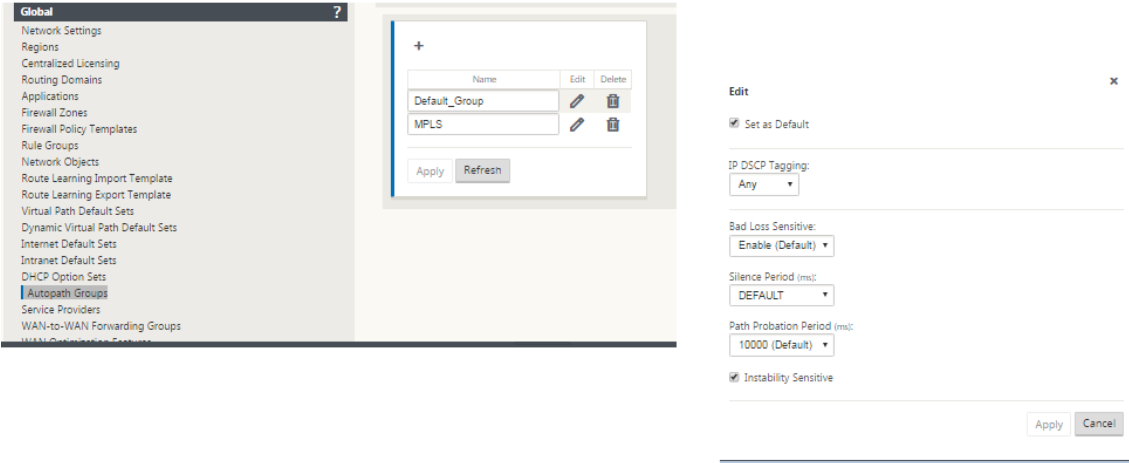 Global ?
Network Settings
Regions
Centralized Licensing
Routing Domains
Applications
Firewall Zones
Firewall Policy Templates
Rule Groups
Network Objects
Route Learning Import Template
Route Learning Export Template
Virtual Path Default Sets
Dynamic Virtual Path Default Sets
Internet Default Sets
Intranet Default Sets
DHCP Option Sets
Autopath Groups
Service Providers
WAN-to-WAN Forwarding Groups
WAN Optimization Features
+
Name Edit Delete
Default_Group
MPLS
Apply Refresh
Edit
Set as Default
IP DSCP Tagging:
Any
Bad Loss Sensitive:
Enable (Default)
Silence Period (ms):
DEFAULT
Path Probation Period (ms):
10000 (Default)
Instability Sensitive
Apply Cancel